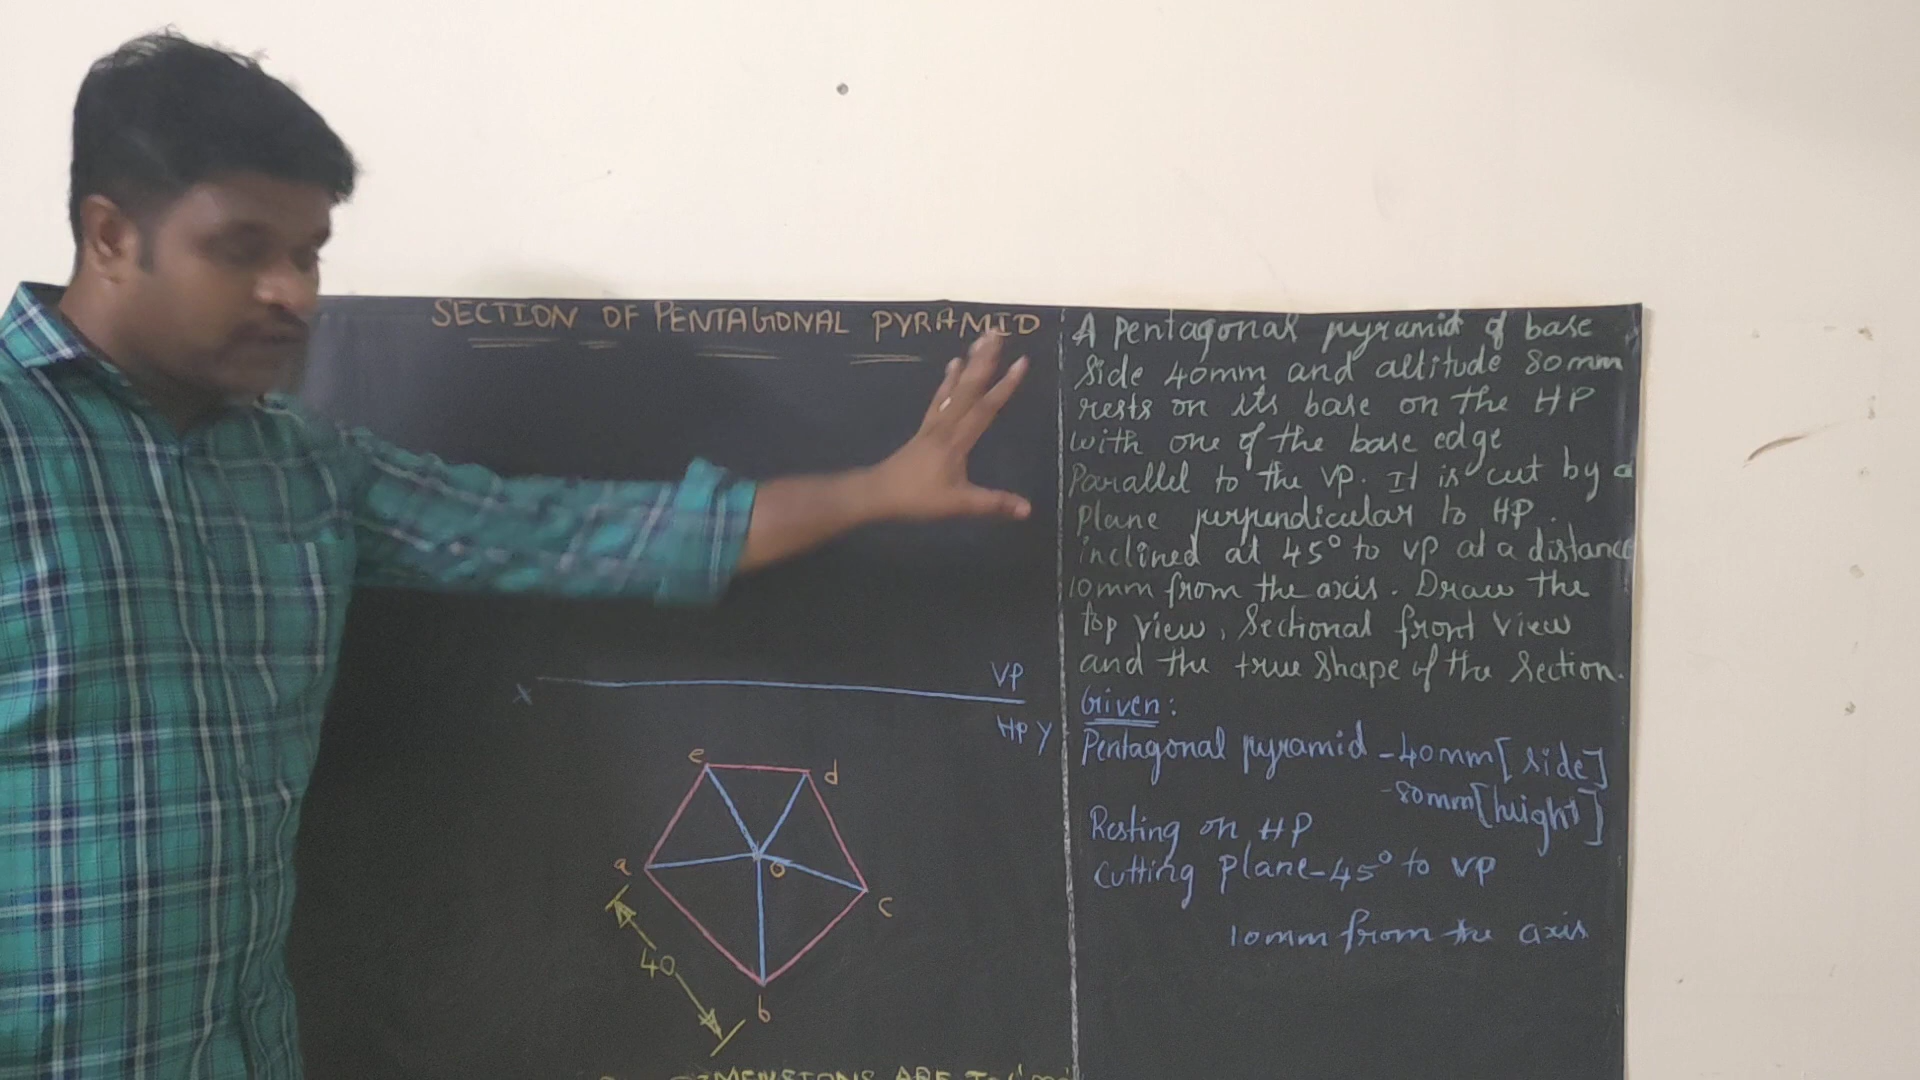 SECTION OF PENTAGONAL PYRAMID
X
VP
HP Y
e
d
a
o
c
40
b
DIMENSIONS ARE IN
A Pentagonal pyramid of base
Side 40mm and altitude 80mm
rests on its base on the HP
with one of the base edge
Parallel to the VP. It is cut by a
Plane perpendicular to HP.
inclined at 45° to VP at a distance
10mm from the axis. Draw the
top view, Sectional front view
and the true shape of the Section.
Given:
Pentagonal pyramid - 40mm [side]
- 80mm [height]
Resting on HP
Cutting plane - 45° to VP
10mm from the axis